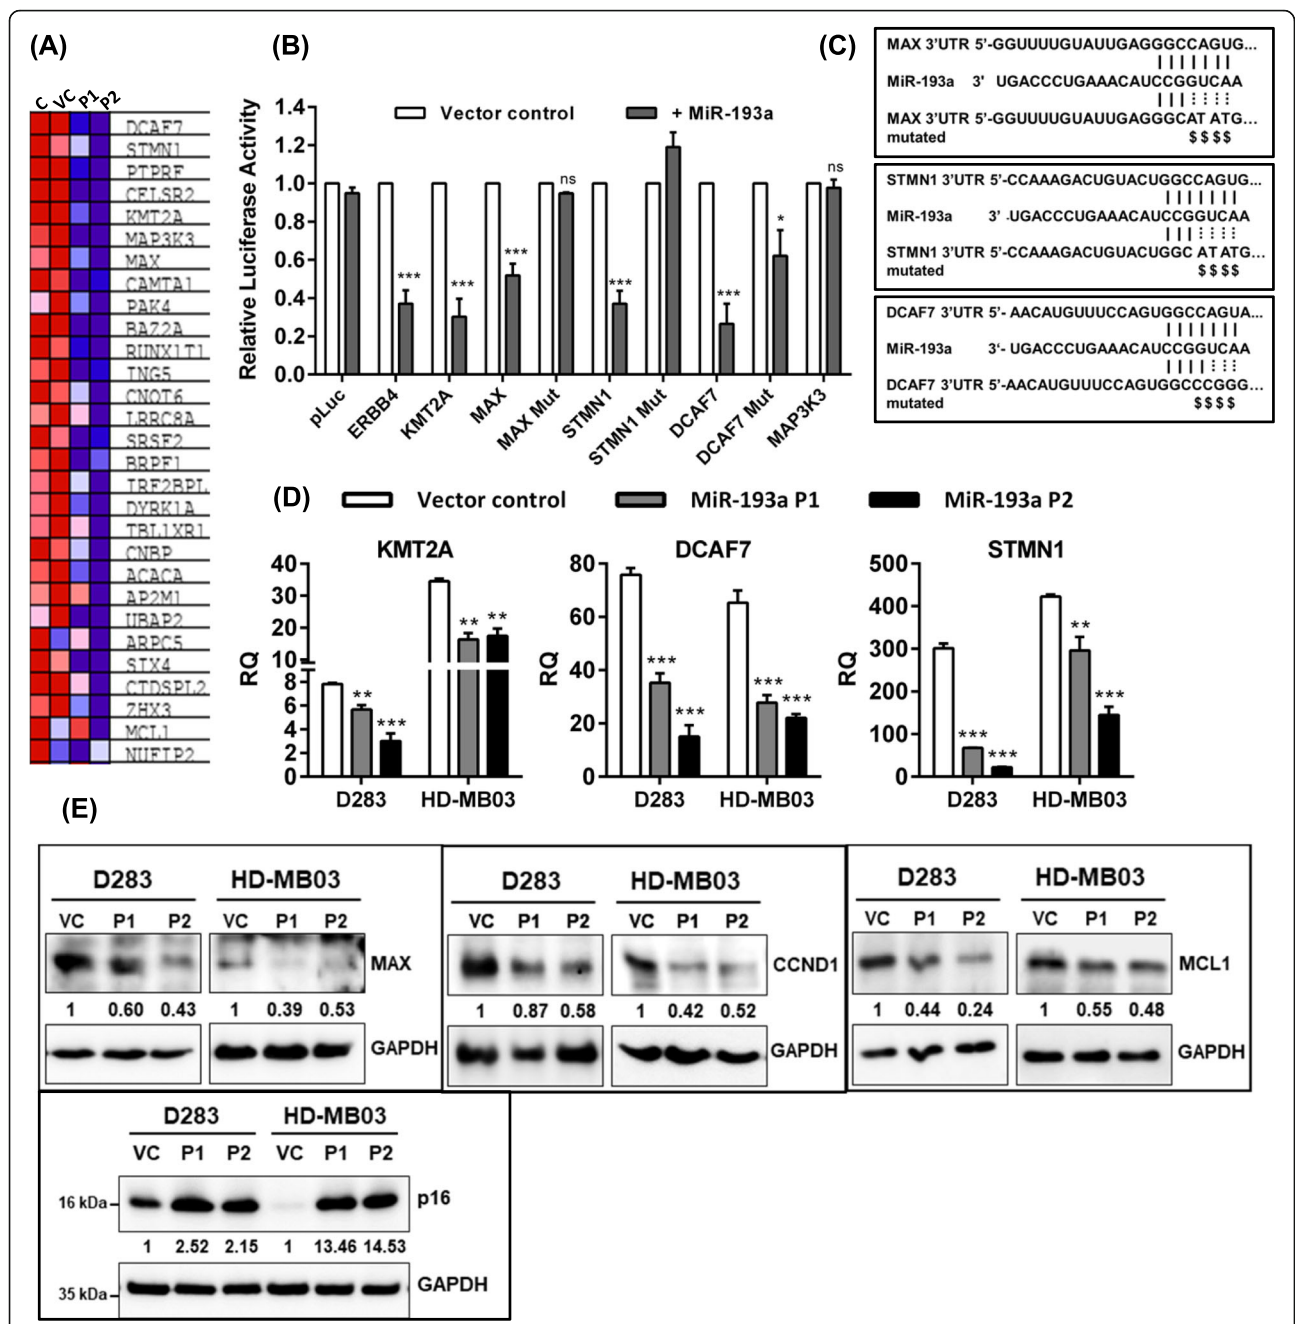 (A)
C VC P1 P2
DCAF7
STMN1
PTPRF
CELSR2
KMT2A
MAP3K3
MAX
CAMTA1
PAK4
BAZ2A
RUNX1T1
ING5
CNOT6
LRRC8A
SRSF2
BRPF1
IRF2BPL
DYRK1A
TBL1XR1
CNBP
ACACA
AP2M1
UBAP2
ARPC5
SIX4
CTDSPL2
ZHX3
MCL1
NUFIP2
(B)
Vector control + MiR-193a
Relative Luciferase Activity
1.4
1.2
1.0
0.8
0.6
0.4
0.2
0.0
*** *** *** ns *** *** * ns
pLuc ERBB4 KMT2A MAX MAX Mut STMN1 STMN1 Mut DCAF7 DCAF7 Mut MAP3K3
(C)
MAX 3'UTR 5'-GGUUUUGUAUUGAGGGCCAGUG...
MiR-193a 3' UGACCCUGAAACAUCCGGUCAA
MAX 3'UTR 5'-GGUUUUGUAUUGAGGGCAT ATG...
mutated $$$$
STMN1 3'UTR 5'-CCAAAGACUGUACUGGCCAGUG...
MiR-193a 3' -UGACCCUGAAACAUCCGGUCAA
STMN1 3'UTR 5'-CCAAAGACUGUACUGGC ATATG...
mutated $$$$
DCAF7 3'UTR 5'- AACAUGUUUCCAGUGGCCAGUA...
MiR-193a 3'- UGACCCUGAAACAUCCGGUCAA
DCAF7 3'UTR 5'-AACAUGUUUCCAGUGGCCCGGG...
mutated $$$$
(D)
Vector control MiR-193a P1 MiR-193a P2
KMT2A
RQ
40
30
20
10
8
6
4
2
0
** *** ** **
D283 HD-MB03
DCAF7
RQ
80
60
40
20
0
*** *** *** ***
D283 HD-MB03
STMN1
RQ
500
400
300
200
100
0
*** *** ** ***
D283 HD-MB03
(E)
D283 HD-MB03
VC P1 P2 VC P1 P2
MAX
1 0.60 0.43 1 0.39 0.53
GAPDH
D283 HD-MB03
VC P1 P2 VC P1 P2
CCND1
1 0.87 0.58 1 0.42 0.52
GAPDH
D283 HD-MB03
VC P1 P2 VC P1 P2
MCL1
1 0.44 0.24 1 0.55 0.48
GAPDH
D283 HD-MB03
VC P1 P2 VC P1 P2
16 kDa p16
1 2.52 2.15 1 13.46 14.53
35 kDa GAPDH